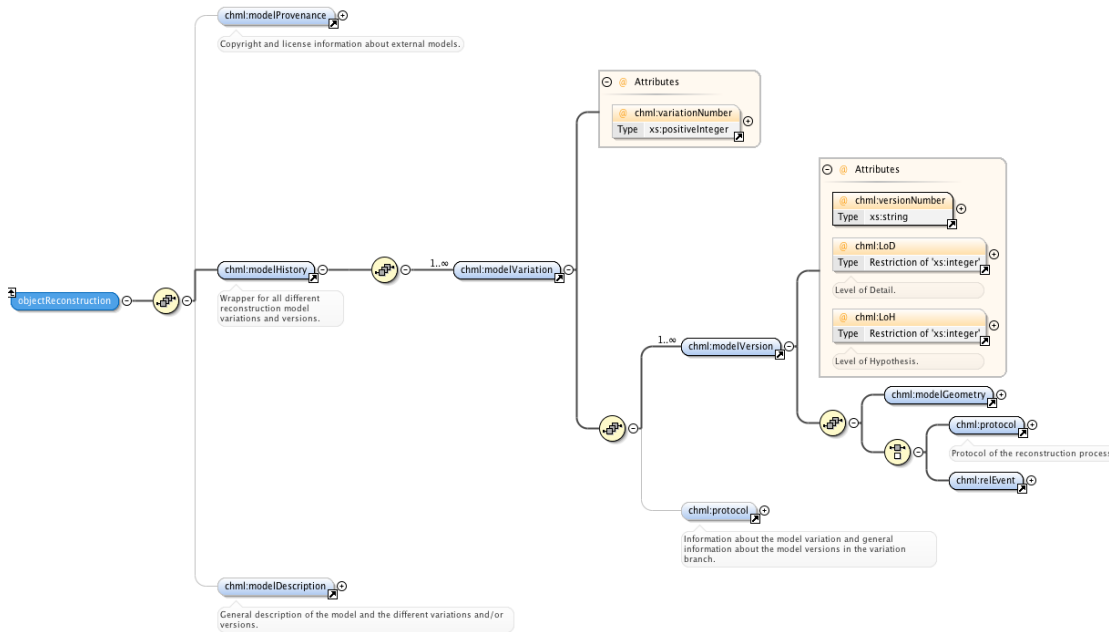 chml:modelProvenance
Copyright and license information about external models.
@ Attributes
@ chml:variationNumber
Type xs:positiveInteger
@ Attributes
@ chml:versionNumber
Type xs:string
@ chml:LoD
Type Restriction of 'xs:integer'
Level of Detail.
@ chml:LoH
Type Restriction of 'xs:integer'
Level of Hypothesis.
objectReconstruction
chml:modelHistory
Wrapper for all different
reconstruction model
variations and versions.
1..∞
chml:modelVariation
1..∞
chml:modelVersion
chml:modelGeometry
chml:protocol
Protocol of the reconstruction process
chml:relEvent
chml:protocol
Information about the model variation and general
information about the model versions in the variation
branch.
chml:modelDescription
General description of the model and the different variations and/or
versions.